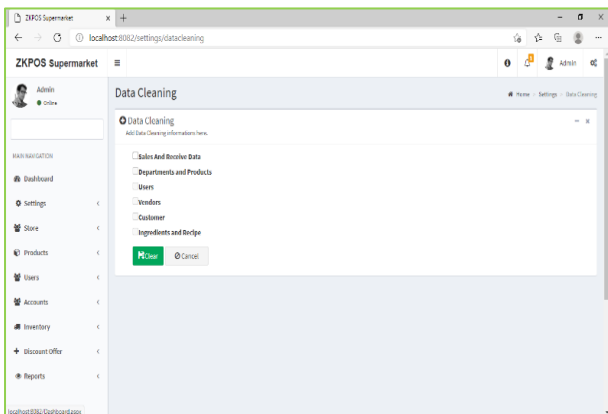 ZKPOS Supermarket
localhost:8082/settings/datacleaning
ZKPOS Supermarket
Admin
Admin
Online
Data Cleaning
Home > Settings > Data Cleaning
Data Cleaning
Add Data Cleaning informations here.
Sales And Receive Data
Departments and Products
Users
Vendors
Customer
Ingredients and Recipe
Clear
Cancel
MAIN NAVIGATION
Dashboard
Settings
Store
Products
Users
Accounts
Inventory
Discount Offer
Reports
localhost:8082/Dashboard.aspx